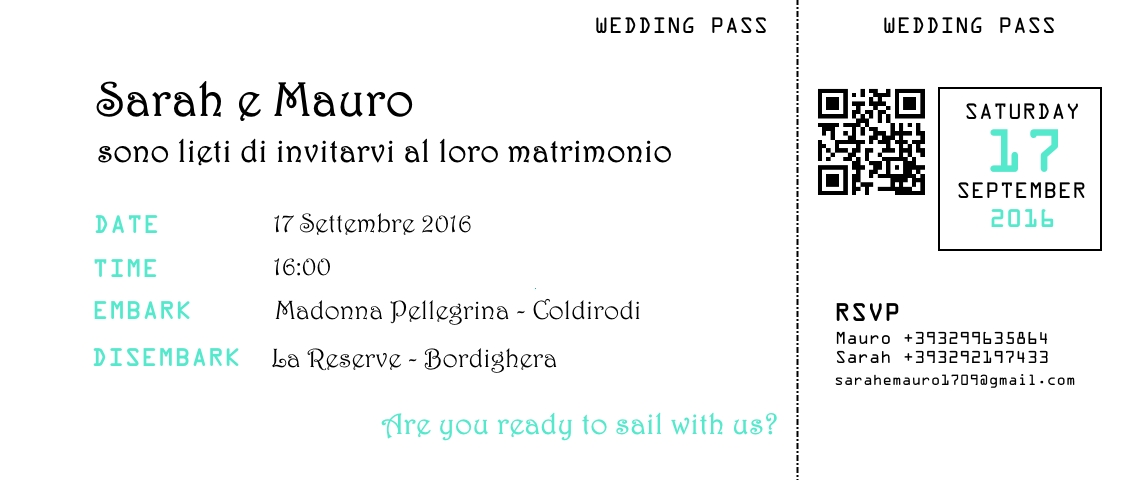 WEDDING PASS
Sarah e Mauro
sono lieti di invitarvi al loro matrimonio
DATE 17 Settembre 2016
TIME 16:00
EMBARK Madonna Pellegrina - Coldirodi
DISEMBARK La Reserve - Bordighera
Are you ready to sail with us?
WEDDING PASS
SATURDAY
17
SEPTEMBER
2016
RSVP
Mauro +393299635864
Sarah +393292197433
sarahemauro1709@gmail.com